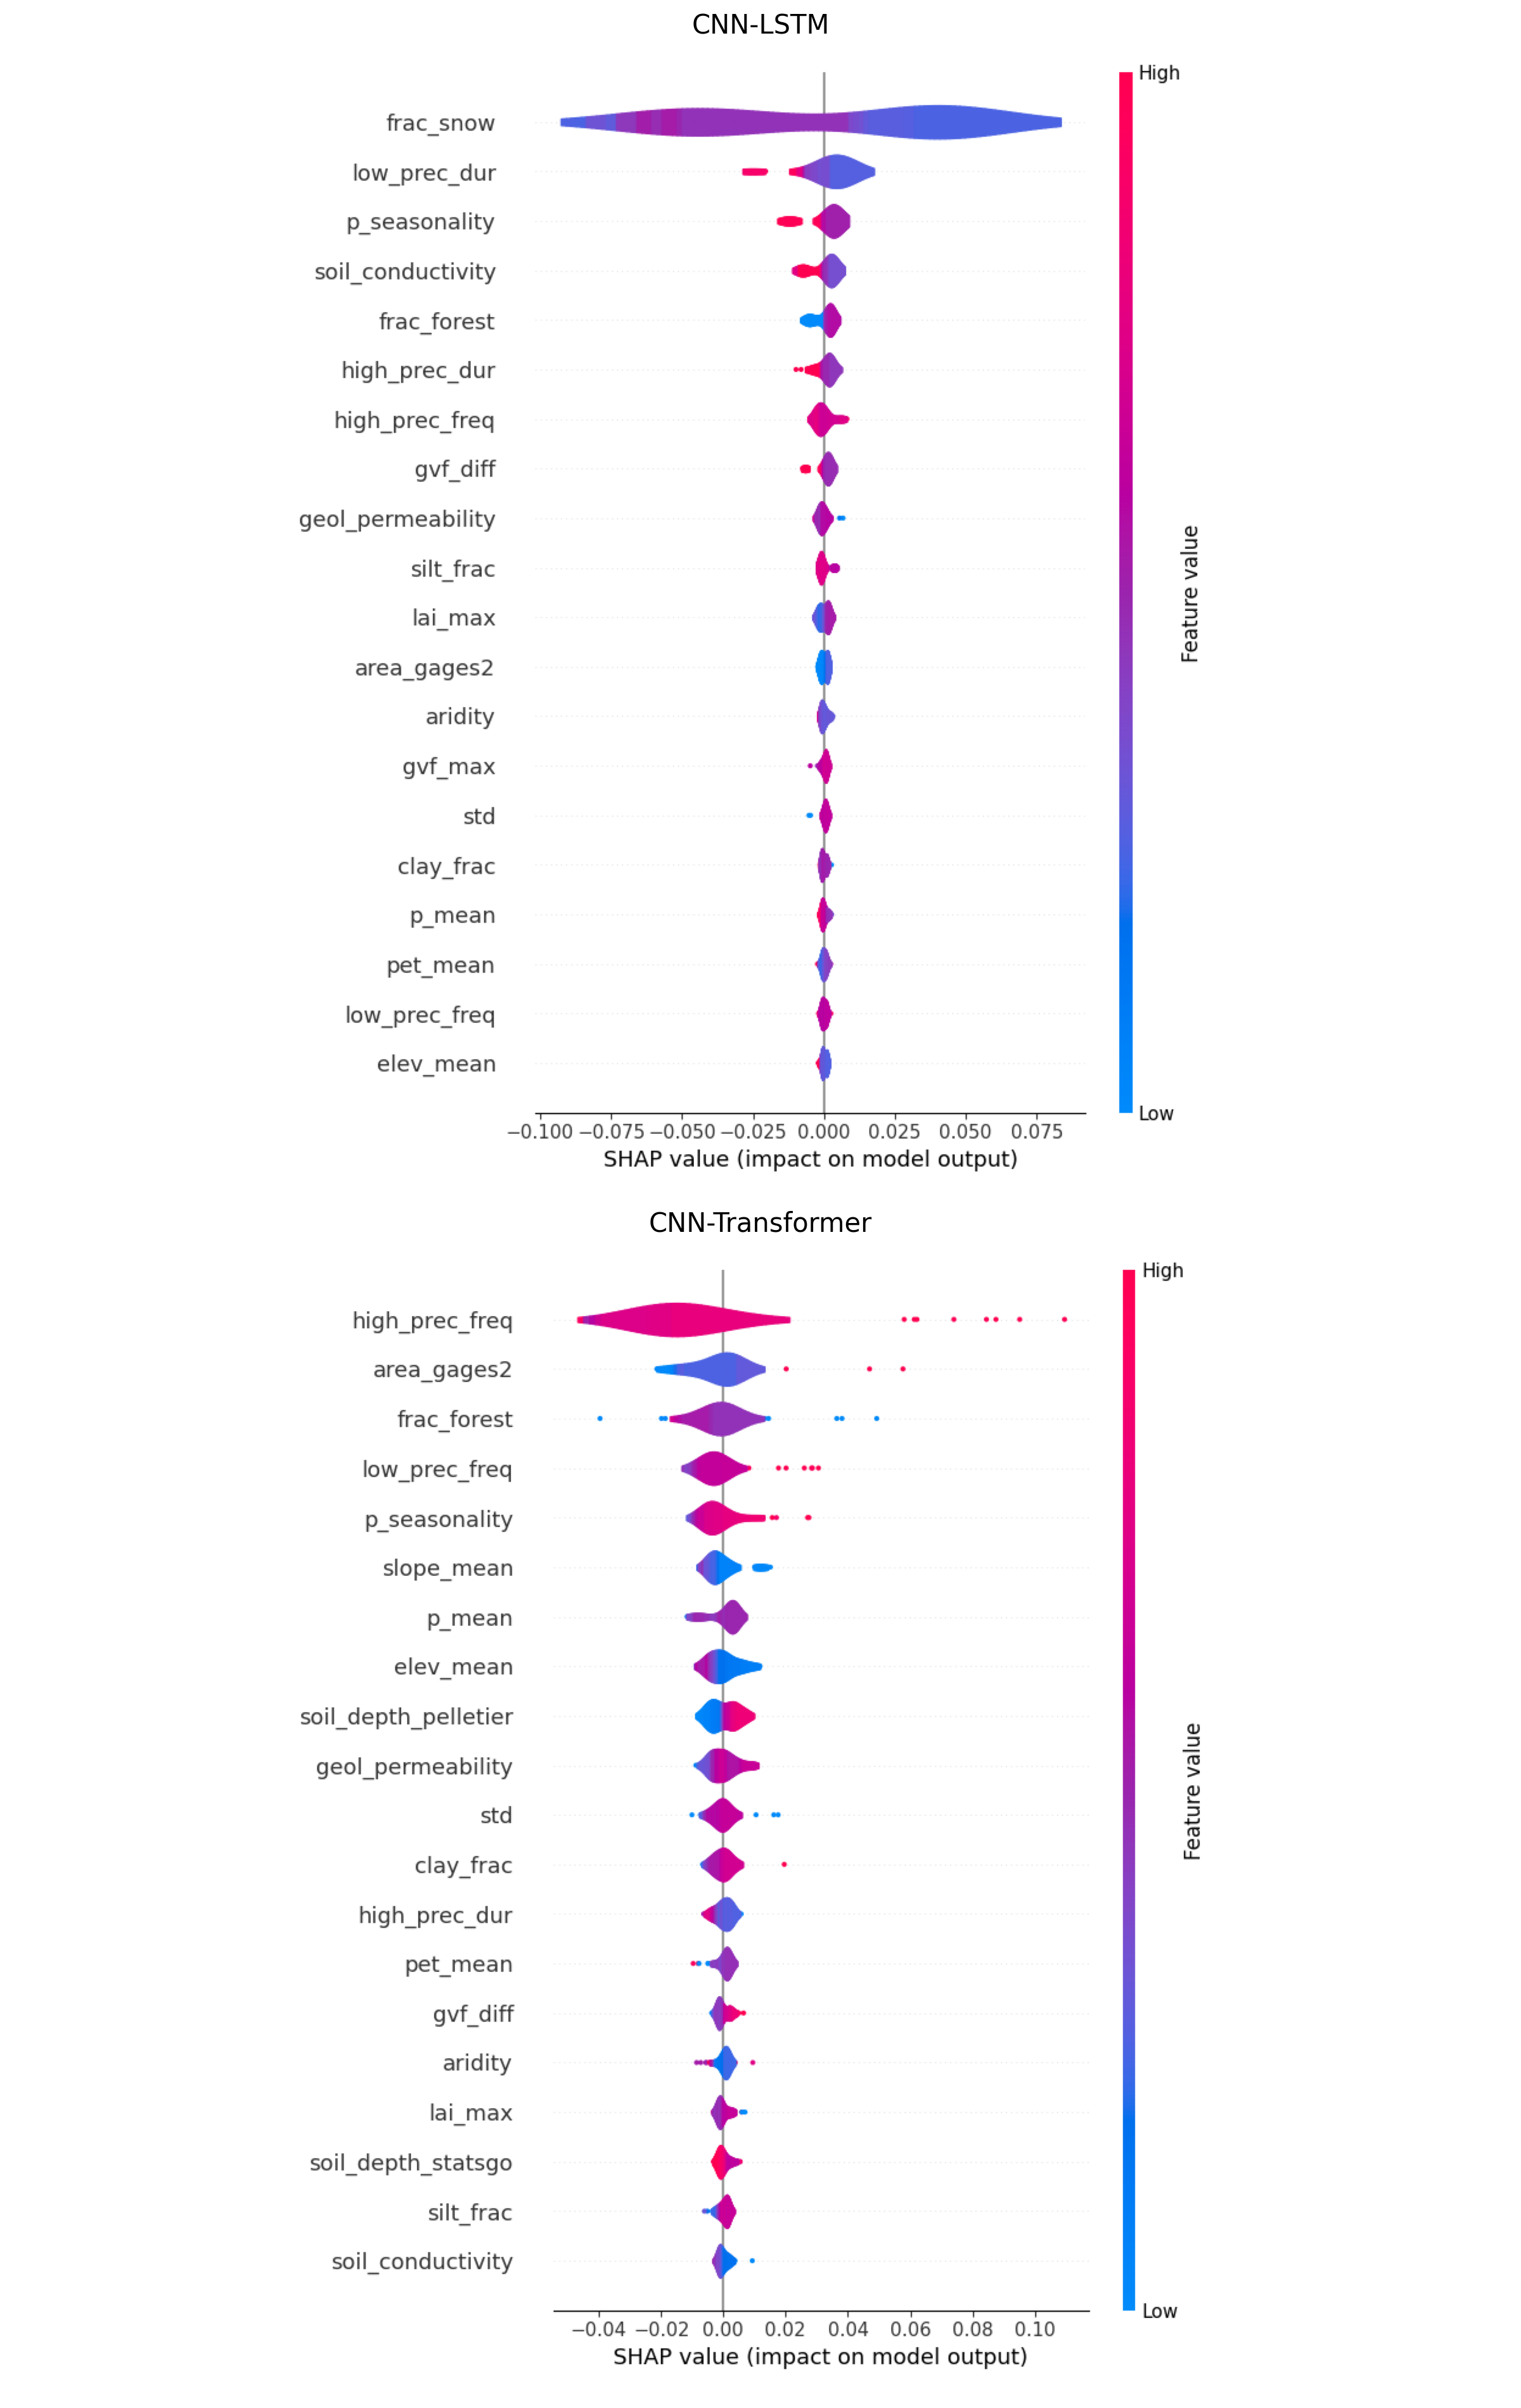 CNN-LSTM
High
frac_snow
low_prec_dur
p_seasonality
soil_conductivity
frac_forest
high_prec_dur
high_prec_freq
gvf_diff
geol_permeability
silt_frac
lai_max
area_gages2
aridity
gvf_max
std
clay_frac
p_mean
pet_mean
low_prec_freq
elev_mean
Feature value
Low
−0.100 −0.075 −0.050 −0.025 0.000 0.025 0.050 0.075
SHAP value (impact on model output)
CNN-Transformer
High
high_prec_freq
area_gages2
frac_forest
low_prec_freq
p_seasonality
slope_mean
p_mean
elev_mean
soil_depth_pelletier
geol_permeability
std
clay_frac
high_prec_dur
pet_mean
gvf_diff
aridity
lai_max
soil_depth_statsgo
silt_frac
soil_conductivity
Feature value
Low
−0.04 −0.02 0.00 0.02 0.04 0.06 0.08 0.10
SHAP value (impact on model output)